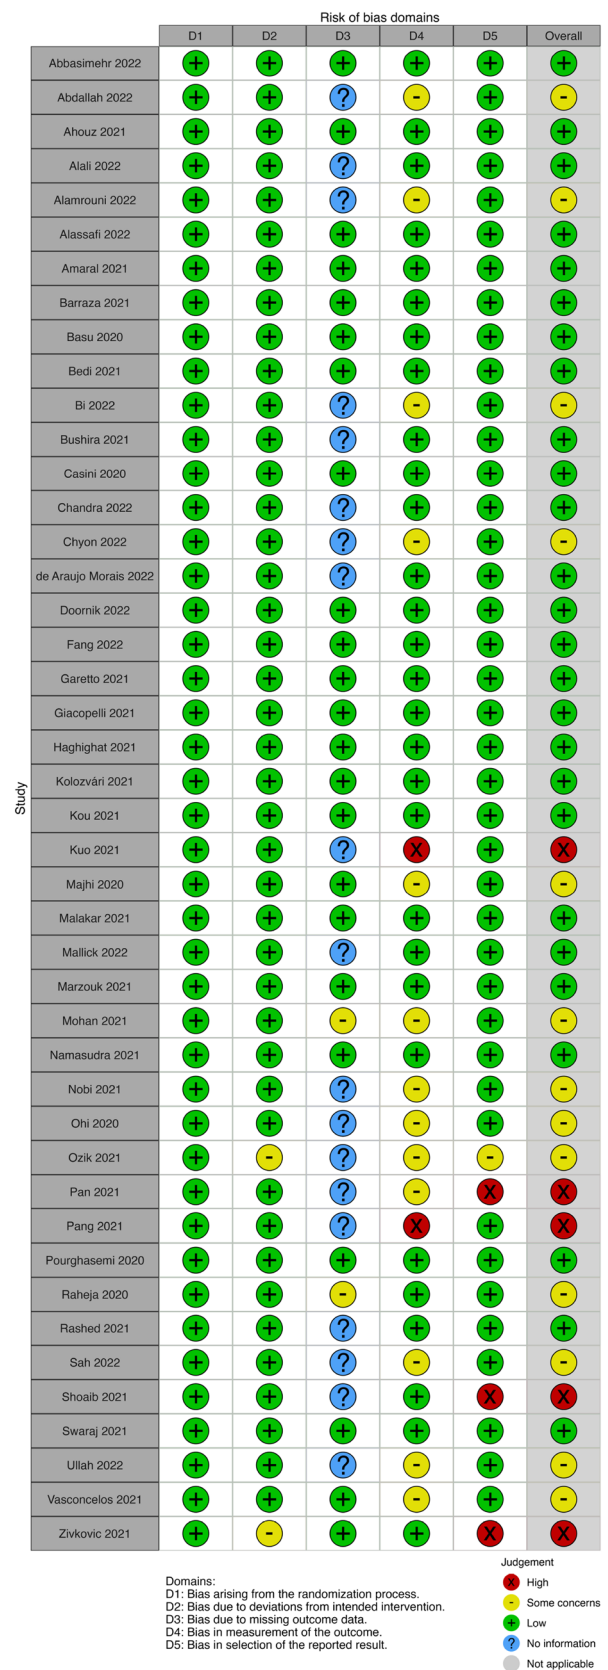 Risk of bias domains
D1 D2 D3 D4 D5 Overall
Study
Abbasimehr 2022 + + + + + +
Abdallah 2022 + + ? - + -
Ahouz 2021 + + + + + +
Alali 2022 + + ? + + +
Alamrouni 2022 + + ? - + -
Alassafi 2022 + + + + + +
Amaral 2021 + + + + + +
Barraza 2021 + + + + + +
Basu 2020 + + + + + +
Bedi 2021 + + + + + +
Bi 2022 + + ? - + -
Bushira 2021 + + ? + + +
Casini 2020 + + + + + +
Chandra 2022 + + ? + + +
Chyon 2022 + + ? - + -
de Araujo Morais 2022 + + ? + + +
Doornik 2022 + + + + + +
Fang 2022 + + + + + +
Garetto 2021 + + + + + +
Giacopelli 2021 + + + + + +
Haghighat 2021 + + + + + +
Kolozvári 2021 + + + + + +
Kou 2021 + + + + + +
Kuo 2021 + + ? X + X
Majhi 2020 + + + - + -
Malakar 2021 + + + + + +
Mallick 2022 + + ? + + +
Marzouk 2021 + + + + + +
Mohan 2021 + + - - + -
Namasudra 2021 + + + + + +
Nobi 2021 + + ? - + -
Ohi 2020 + + ? - + -
Ozik 2021 + - ? - - -
Pan 2021 + + ? - X X
Pang 2021 + + ? X + X
Pourghasemi 2020 + + + + + +
Raheja 2020 + + - + + -
Rashed 2021 + + ? + + +
Sah 2022 + + ? - + -
Shoaib 2021 + + ? + X X
Swaraj 2021 + + + + + +
Ullah 2022 + + ? - + -
Vasconcelos 2021 + + + - + -
Zivkovic 2021 + - + + X X
Domains:
D1: Bias arising from the randomization process.
D2: Bias due to deviations from intended intervention.
D3: Bias due to missing outcome data.
D4: Bias in measurement of the outcome.
D5: Bias in selection of the reported result.
Judgement
X High
- Some concerns
+ Low
? No information
Not applicable